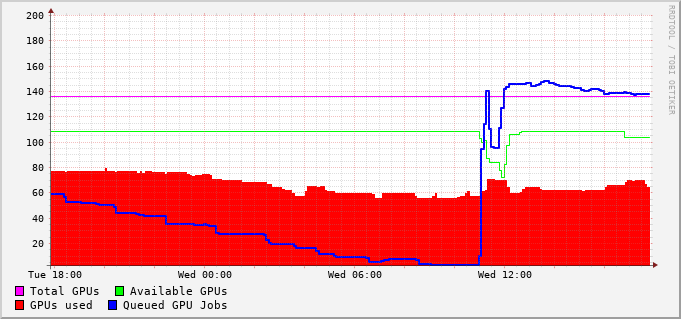 200
180
160
140
120
100
80
60
40
20
Tue 18:00 Wed 00:00 Wed 06:00 Wed 12:00
Total GPUs Available GPUs
GPUs used Queued GPU Jobs
RRDTOOL / TOBI OETIKER